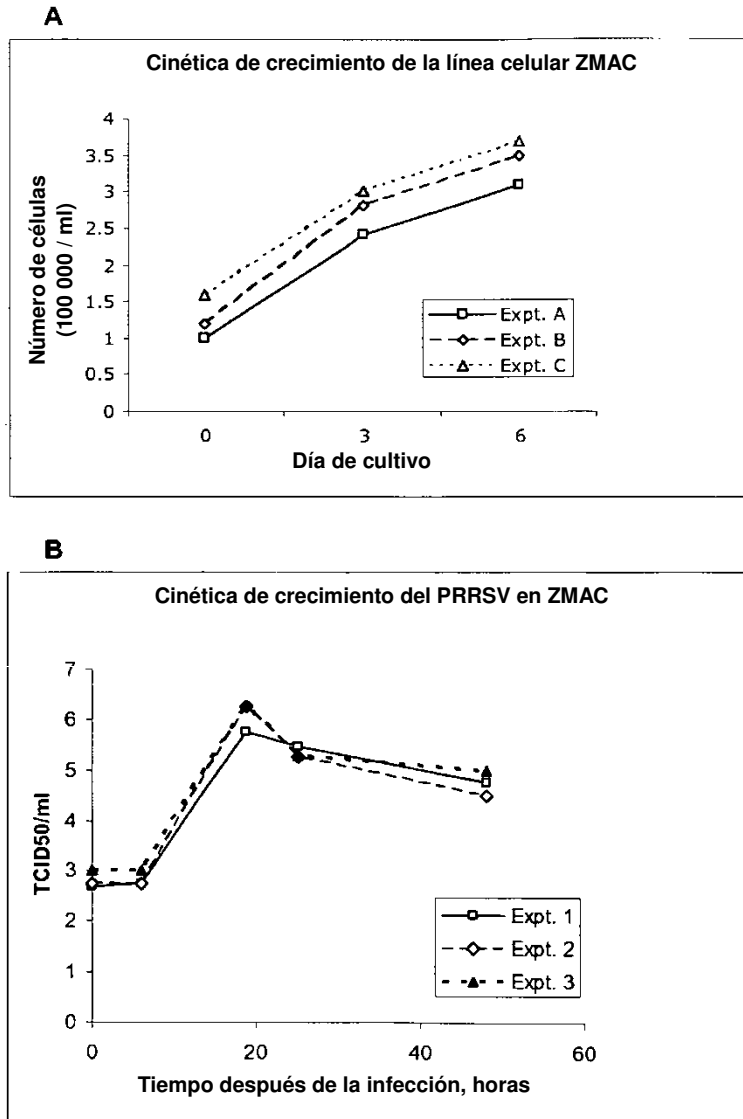 A
Cinética de crecimiento de la línea celular ZMAC
Número de células
(100 000 / ml)
4
3.5
3
2.5
2
1.5
1
0.5
0
Expt. A
Expt. B
Expt. C
0 3 6
Día de cultivo
B
Cinética de crecimiento del PRRSV en ZMAC
TCID50/ml
7
6
5
4
3
2
1
0
Expt. 1
Expt. 2
Expt. 3
0 20 40 60
Tiempo después de la infección, horas